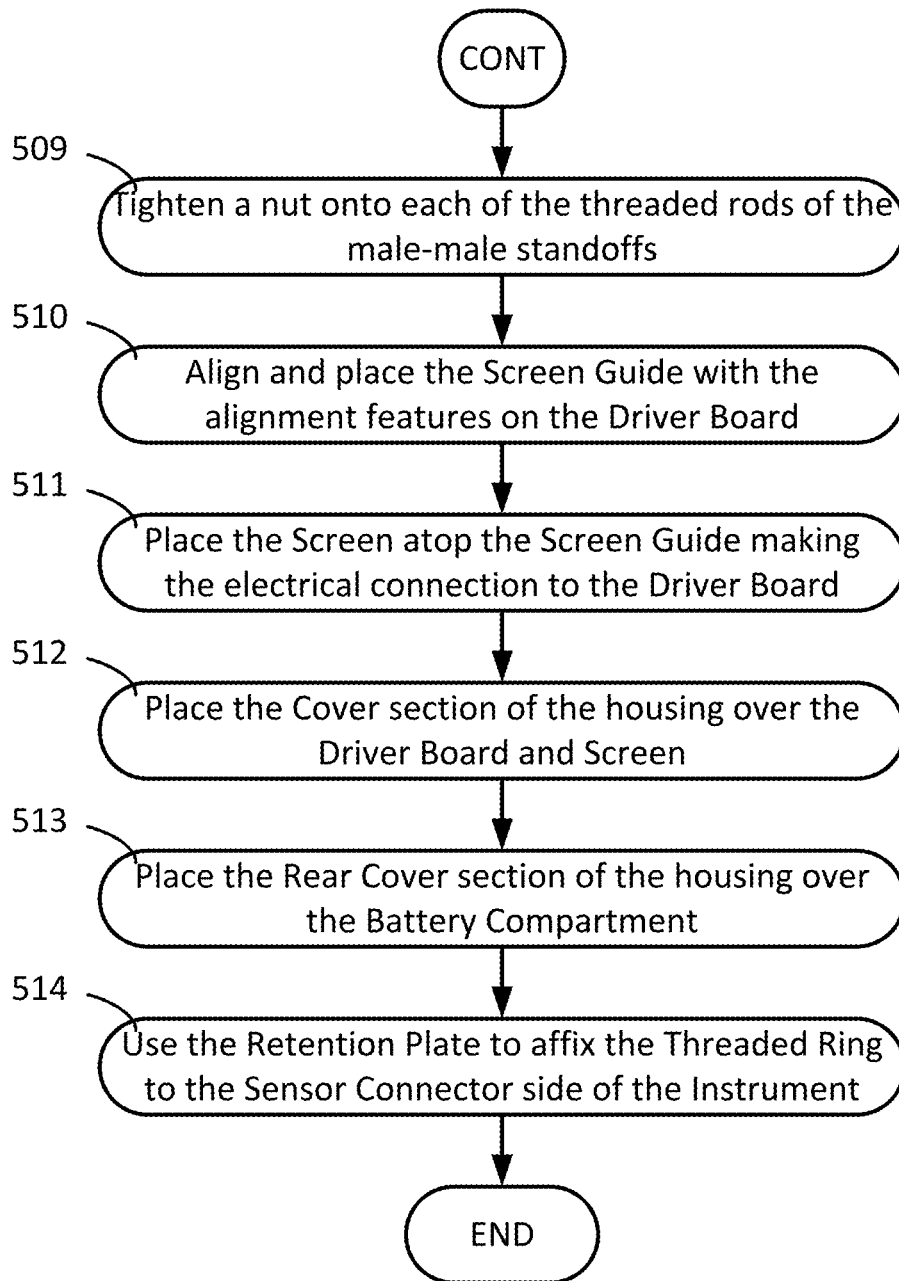 CONT
509
Tighten a nut onto each of the threaded rods of the
male-male standoffs
510
Align and place the Screen Guide with the
alignment features on the Driver Board
511
Place the Screen atop the Screen Guide making
the electrical connection to the Driver Board
512
Place the Cover section of the housing over the
Driver Board and Screen
513
Place the Rear Cover section of the housing over
the Battery Compartment
514
Use the Retention Plate to affix the Threaded Ring
to the Sensor Connector side of the Instrument
END